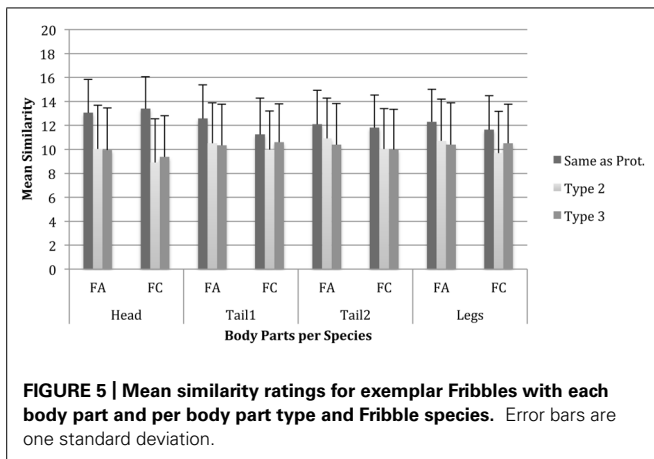 20
18
16
14
12
10
8
6
4
2
0
Mean Similarity
FA FC FA FC FA FC FA FC
Head Tail1 Tail2 Legs
Body Parts per Species
Same as Prot.
Type 2
Type 3
FIGURE 5 | Mean similarity ratings for exemplar Fribbles with each
body part and per body part type and Fribble species. Error bars are
one standard deviation.